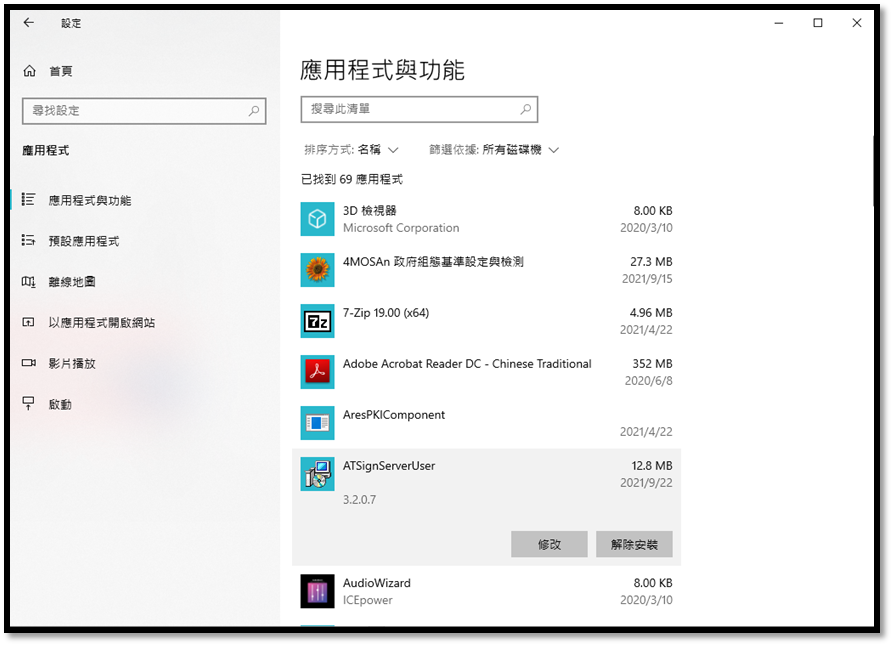 設定
首頁
尋找設定
應用程式
應用程式與功能
預設應用程式
離線地圖
以應用程式開啟網站
影片播放
啟動
應用程式與功能
搜尋此清單
排序方式: 名稱 篩選依據: 所有磁碟機
已找到 69 應用程式
3D 檢視器 8.00 KB
Microsoft Corporation 2020/3/10
4MOSAn 政府組態基準設定與檢測 27.3 MB
2021/9/15
7z
7-Zip 19.00 (x64) 4.96 MB
2021/4/22
Adobe Acrobat Reader DC - Chinese Traditional 352 MB
2020/6/8
AresPKIComponent
2021/4/22
ATSignServerUser 12.8 MB
2021/9/22
3.2.0.7
修改 解除安裝
AudioWizard 8.00 KB
ICEpower 2020/3/10